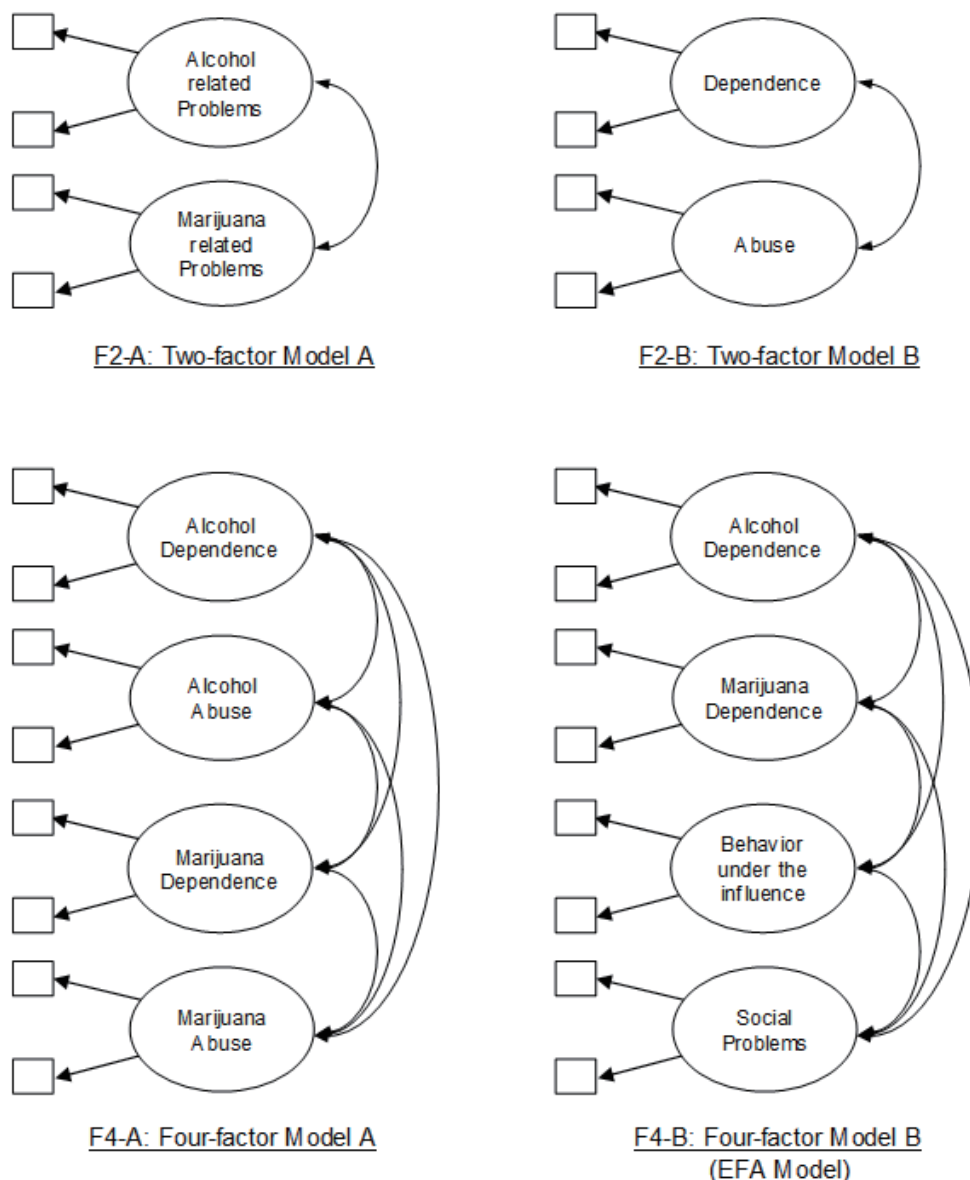 Alcohol
related
Problems
Marijuana
related
Problems
F2-A: Two-factor Model A
Dependence
Abuse
F2-B: Two-factor Model B
Alcohol
Dependence
Alcohol
Abuse
Marijuana
Dependence
Marijuana
Abuse
F4-A: Four-factor Model A
Alcohol
Dependence
Marijuana
Dependence
Behavior
under the
influence
Social
Problems
F4-B: Four-factor Model B
(EFA Model)